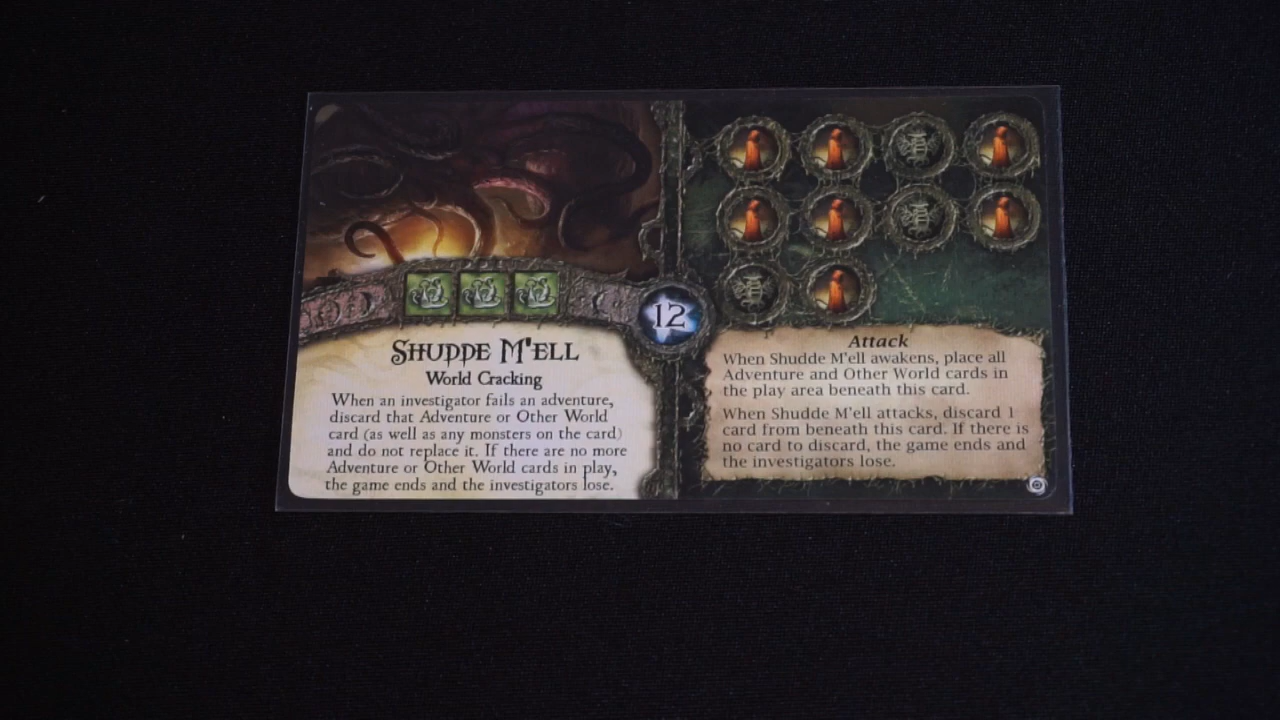 12
SHUDDE M'ELL
World Cracking
When an investigator fails an adventure,
discard that Adventure or Other World
card (as well as any monsters on the card)
and do not replace it. If there are no more
Adventure or Other World cards in play,
the game ends and the investigators lose.
Attack
When Shudde M'ell awakens, place all
Adventure and Other World cards in
the play area beneath this card.
When Shudde M'ell attacks, discard 1
card from beneath this card. If there is
no card to discard, the game ends and
the investigators lose.